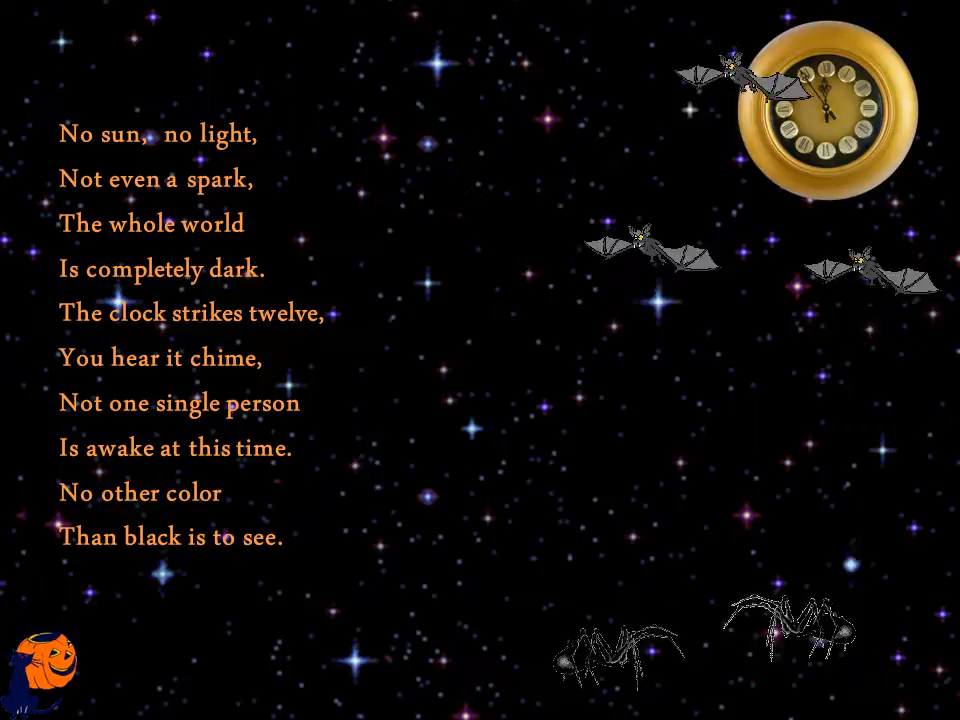 No sun, no light,
Not even a spark,
The whole world
Is completely dark.
The clock strikes twelve,
You hear it chime,
Not one single person
Is awake at this time.
No other color
Than black is to see.